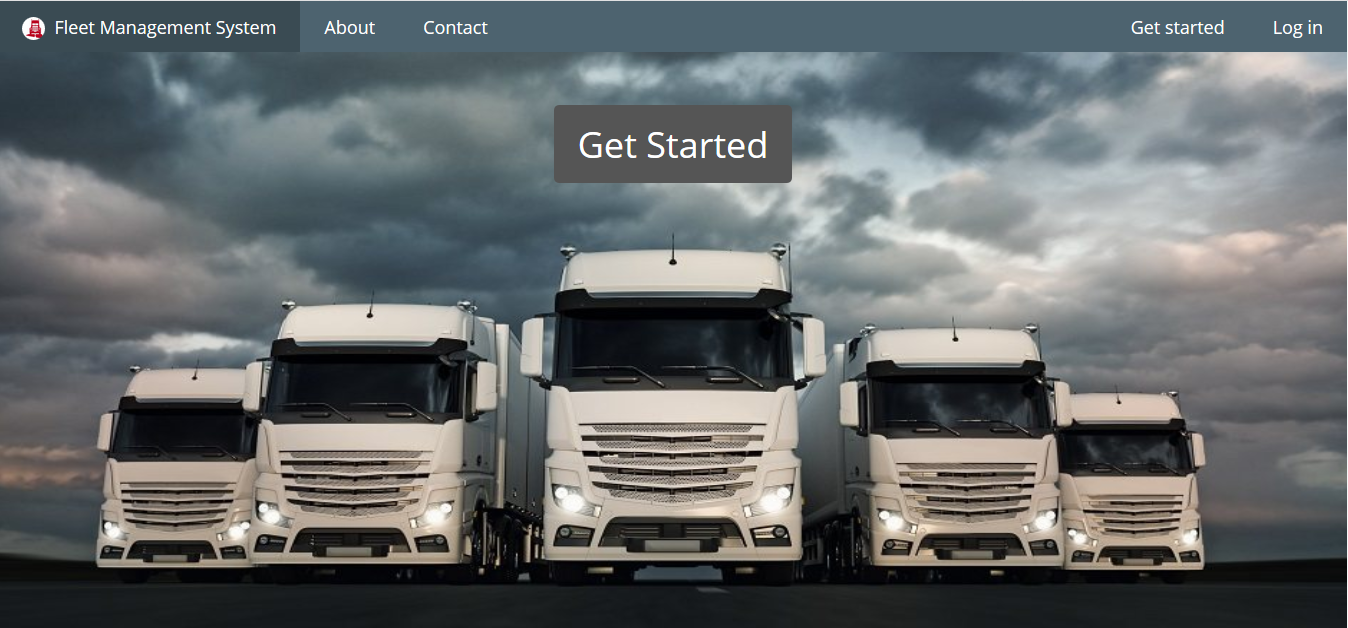 Fleet Management System
About
Contact
Get started
Log in
Get Started